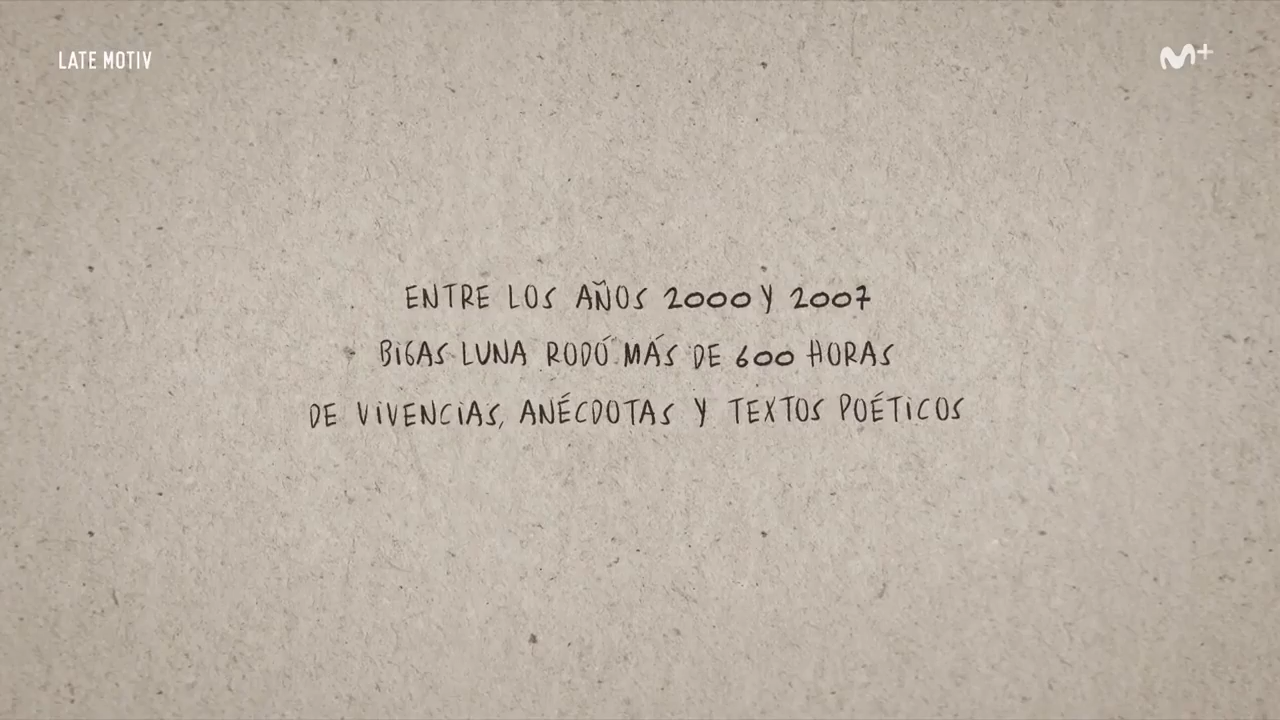 LATE MOTIV
M+
ENTRE LOS AÑOS 2000 Y 2007
BIGAS LUNA RODÓ MÁS DE 600 HORAS
DE VIVENCIAS, ANÉCDOTAS Y TEXTOS POÉTICOS